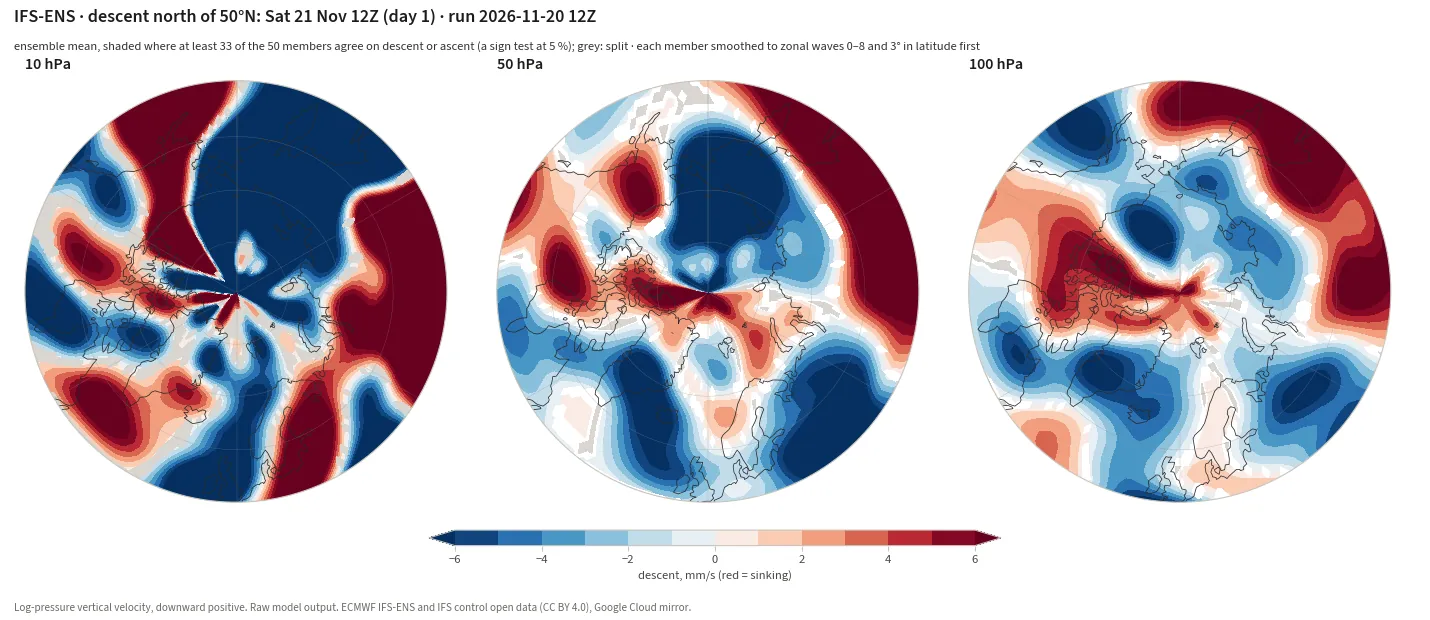 IFS-ENS · descent north of 50°N: Sat 21 Nov 12Z (day 1) · run 2026-11-20 12Z
ensemble mean, shaded where at least 33 of the 50 members agree on descent or ascent (a sign test at 5 %); grey: split · each member smoothed to zonal waves 0–8 and 3° in latitude first
10 hPa
50 hPa
100 hPa
−6 −4 −2 0 2 4 6
descent, mm/s (red = sinking)
Log-pressure vertical velocity, downward positive. Raw model output. ECMWF IFS-ENS and IFS control open data (CC BY 4.0), Google Cloud mirror.